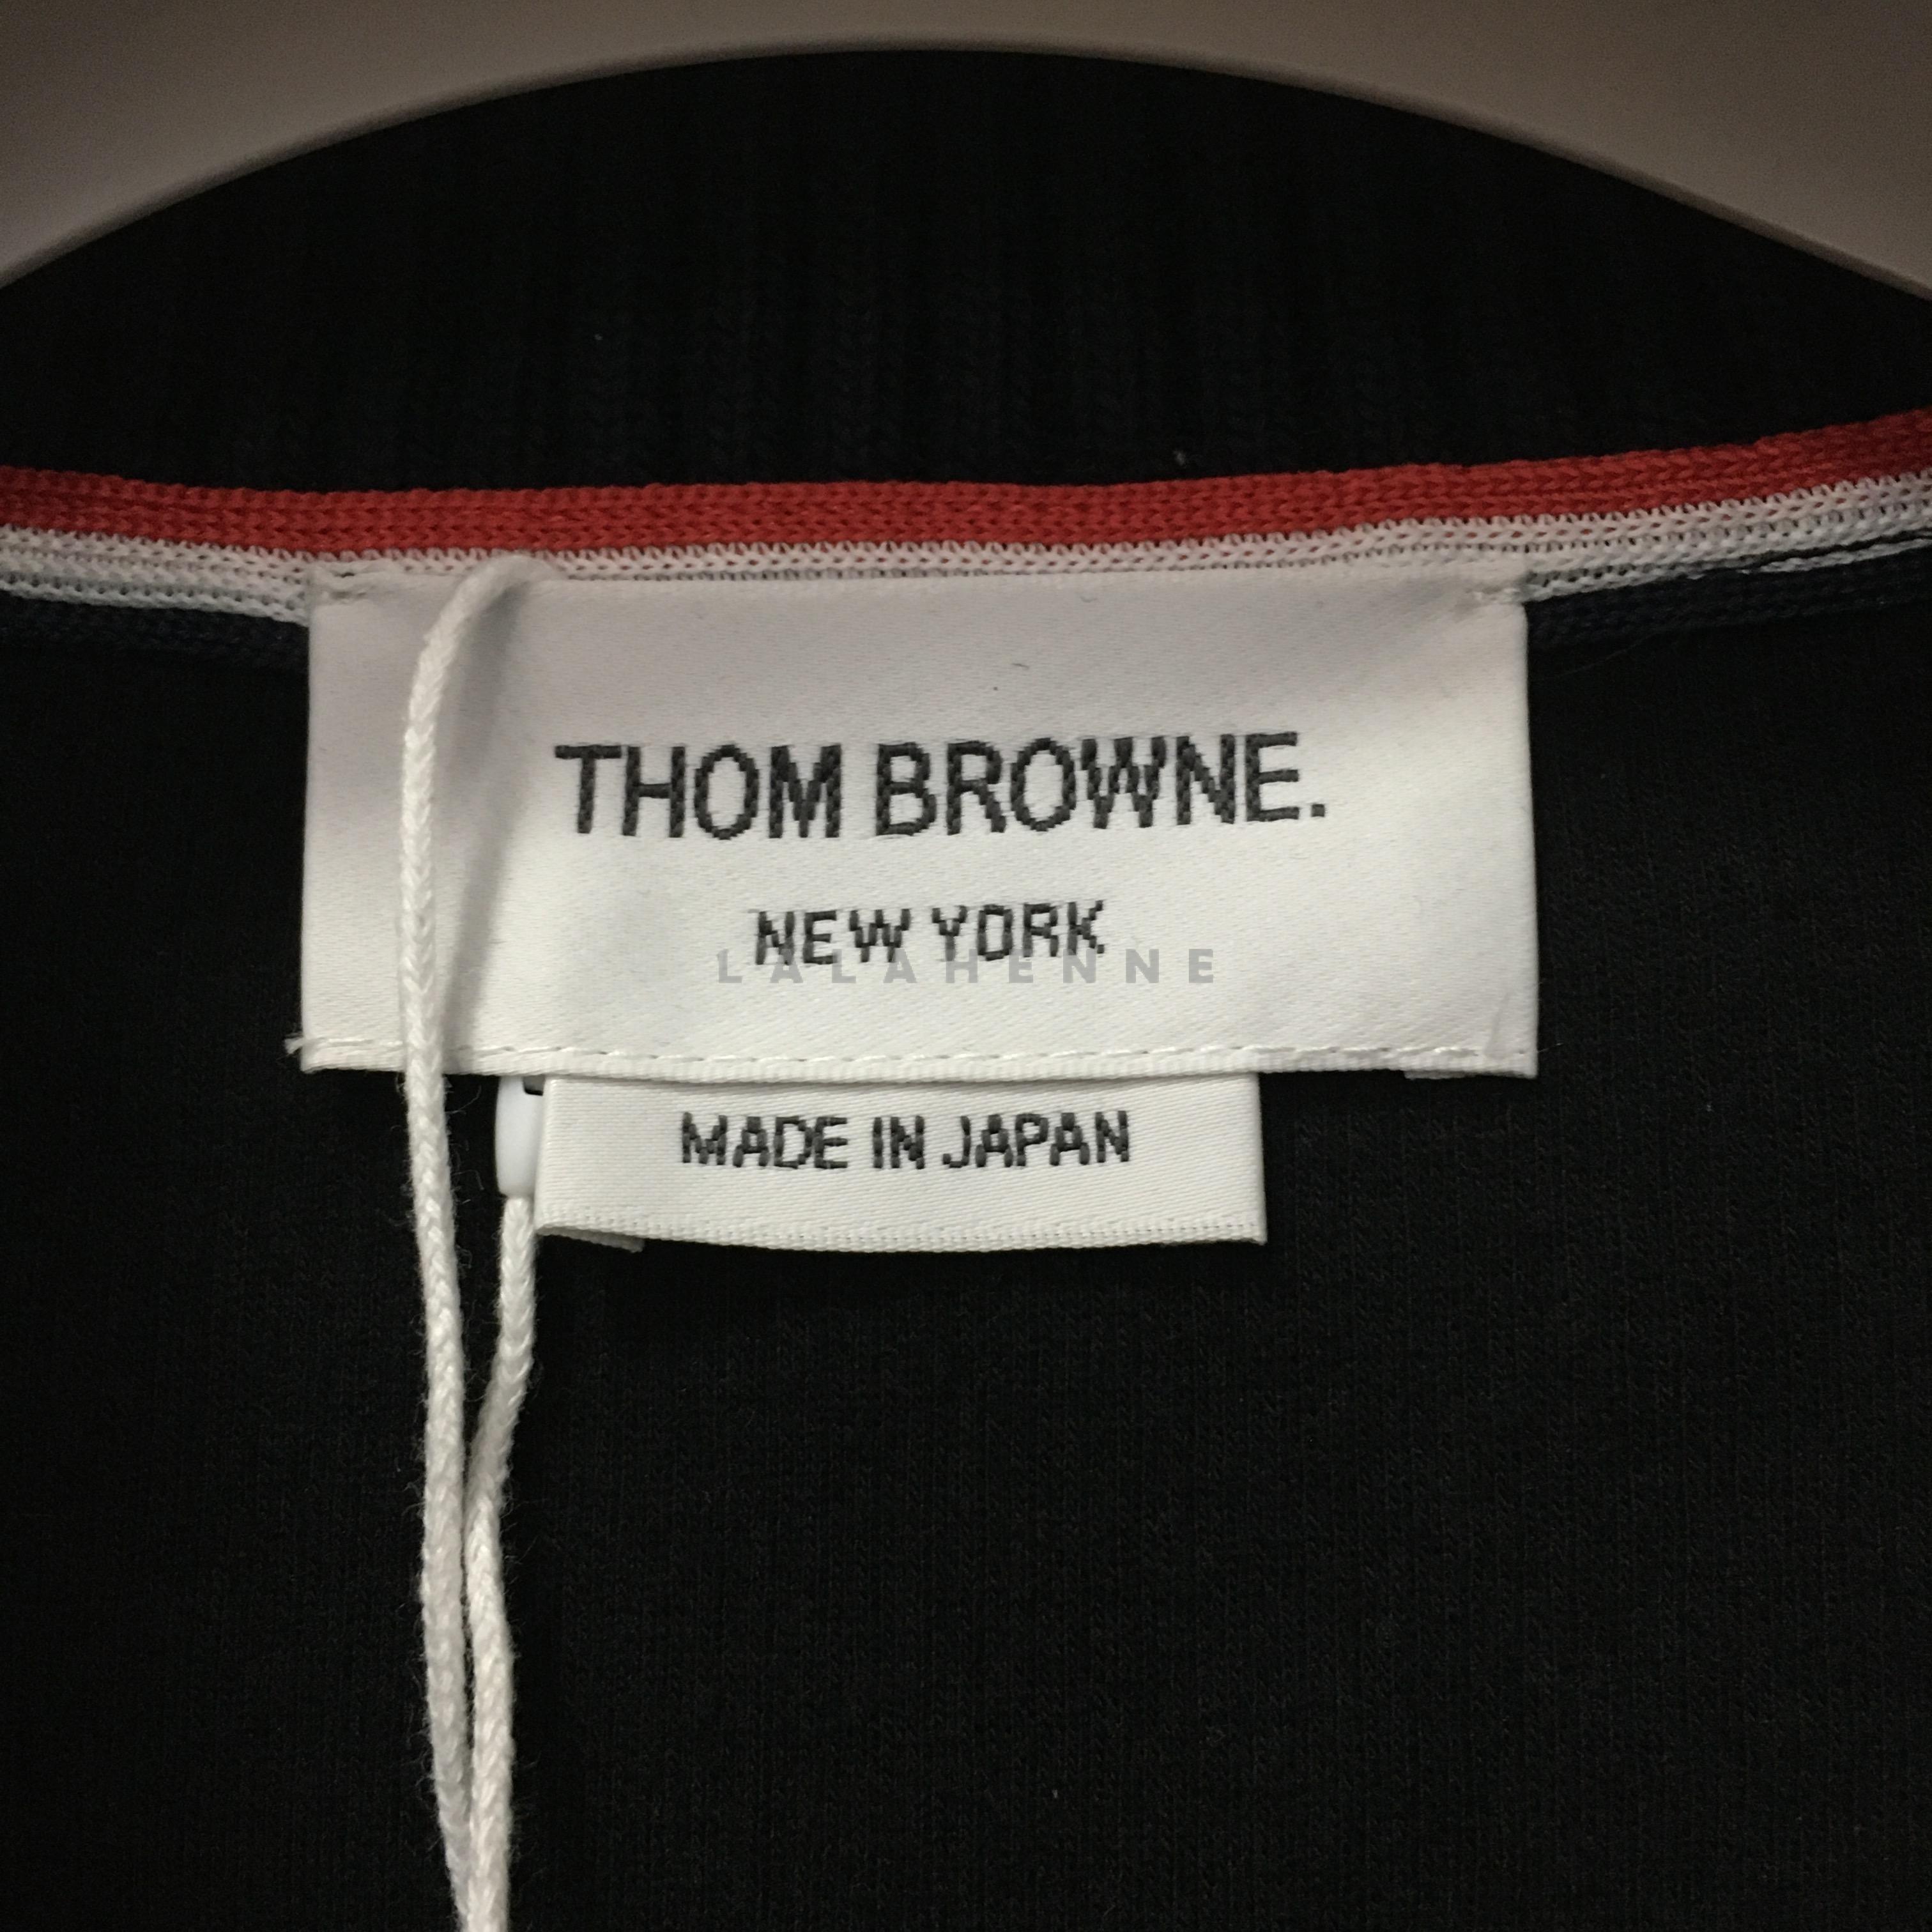 THOM BROWNE.
NEW YORK
LALAHENNE
MADE IN JAPAN